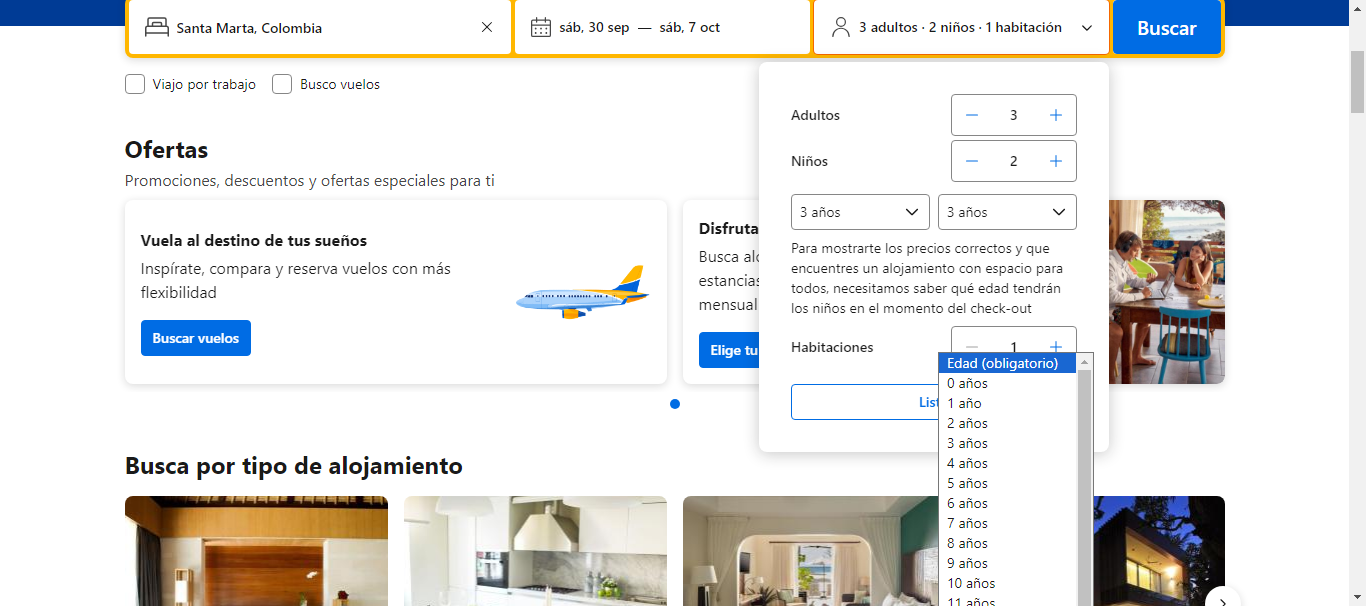 Santa Marta, Colombia
sáb, 30 sep — sáb, 7 oct
3 adultos · 2 niños · 1 habitación
Buscar
Viajo por trabajo
Busco vuelos
Adultos
3
Niños
2
3 años
3 años
Para mostrarte los precios correctos y que
encuentres un alojamiento con espacio para
todos, necesitamos saber qué edad tendrán
los niños en el momento del check-out
Habitaciones
1
Edad (obligatorio)
0 años
1 año
2 años
3 años
4 años
5 años
6 años
7 años
8 años
9 años
10 años
11 años
Ofertas
Promociones, descuentos y ofertas especiales para ti
Vuela al destino de tus sueños
Inspírate, compara y reserva vuelos con más
flexibilidad
Buscar vuelos
Disfruta
Busca
estancias
mensual
Elige tu
Busca por tipo de alojamiento